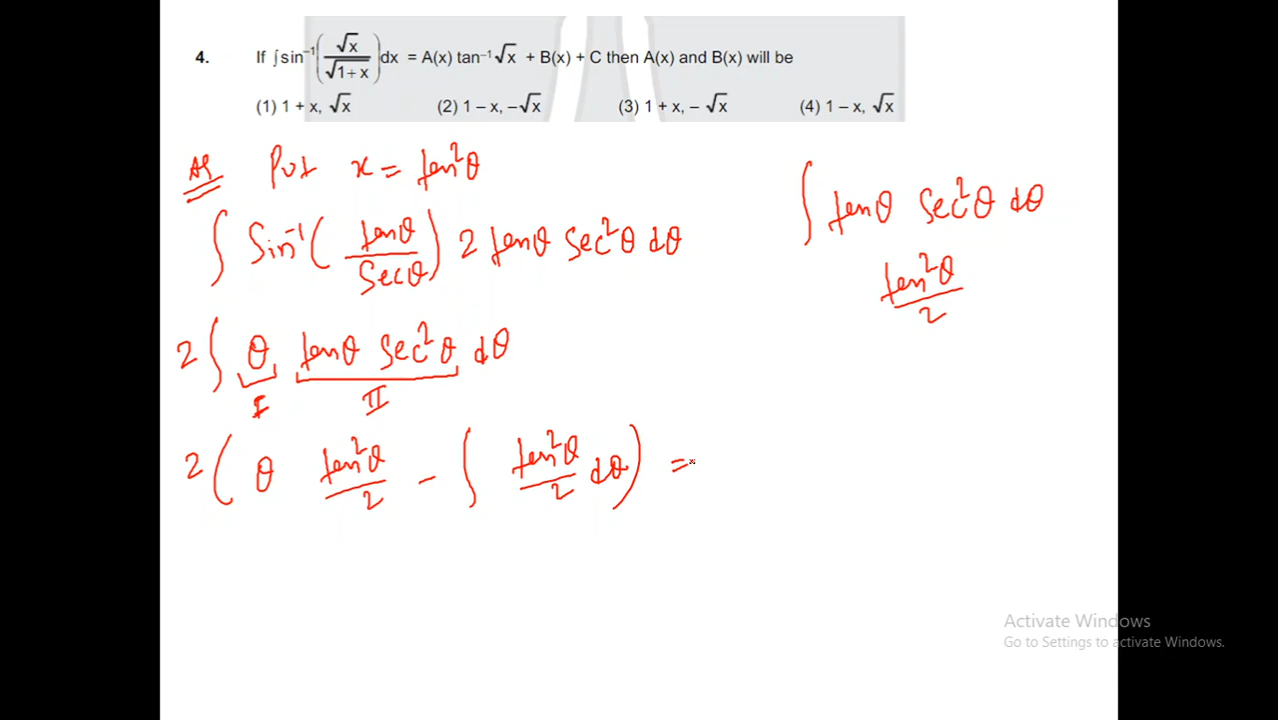 4. If ∫sin⁻¹(√x/√1+x)dx = A(x) tan⁻¹√x + B(x) + C then A(x) and B(x) will be
(1) 1 + x, √x (2) 1 – x, –√x (3) 1 + x, – √x (4) 1 – x, √x
Put x = tan²θ
∫ Sin⁻¹(tanθ/Secθ) 2 tanθ Sec²θ dθ
∫ tanθ Sec²θ dθ
tan²θ/2
2 ∫ θ tanθ Sec²θ dθ
I II
2 ( θ tan²θ/2 – ∫ tan²θ/2 dθ ) =
Activate Windows
Go to Settings to activate Windows.